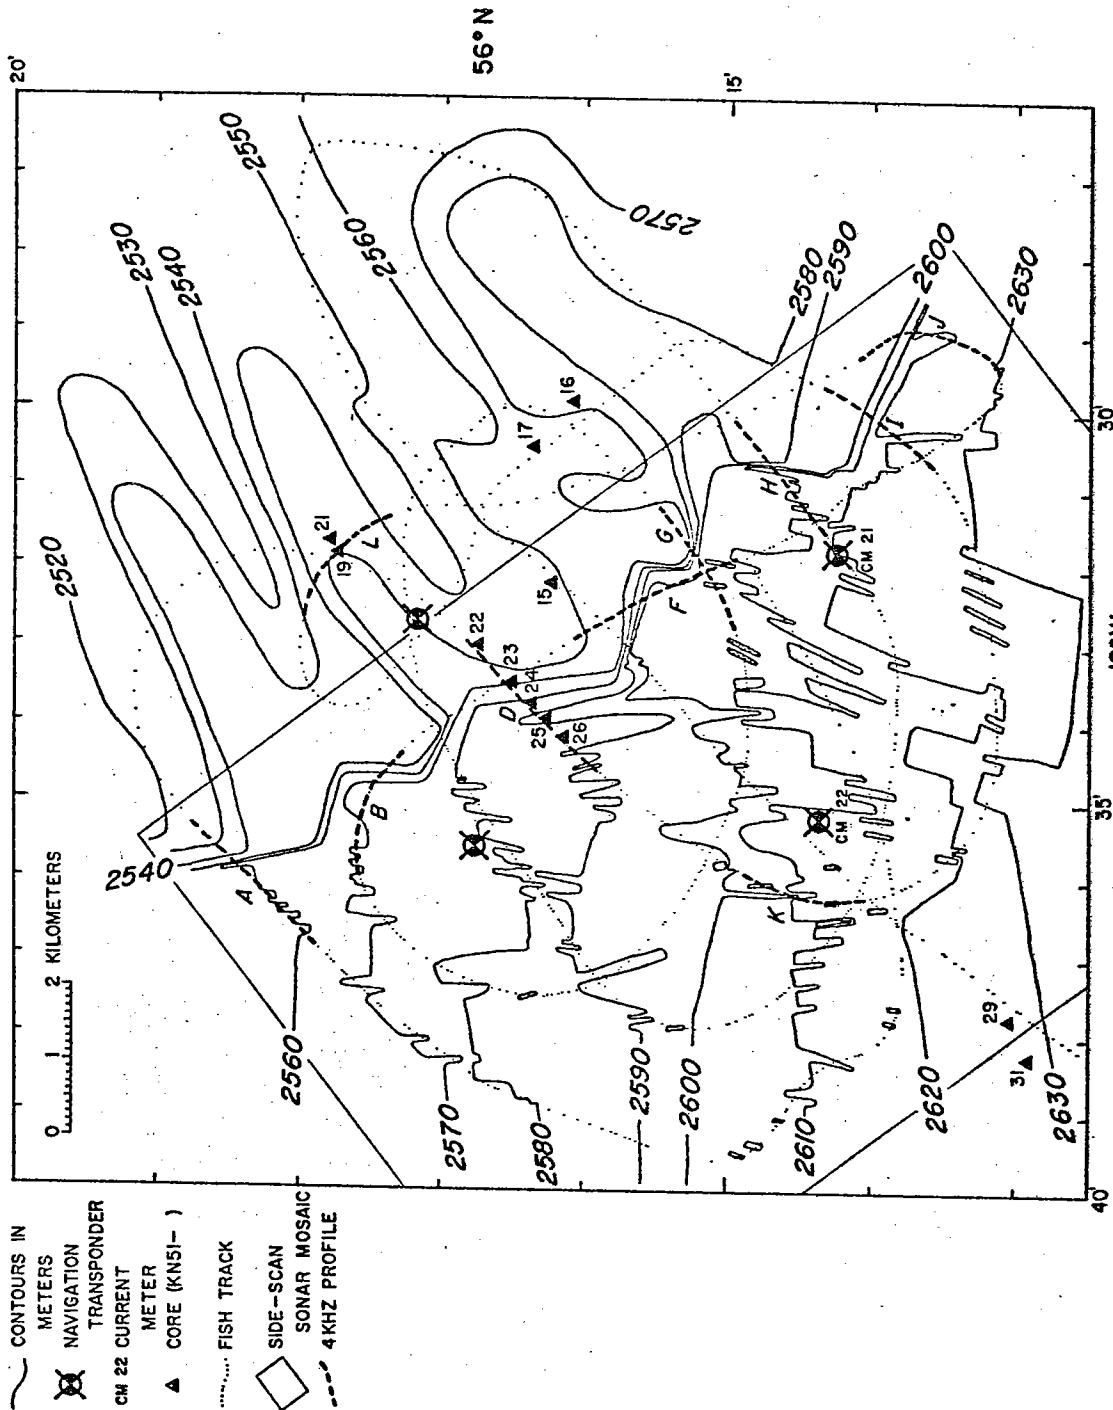 CONTOURS IN
METERS
NAVIGATION
TRANSPONDER
CM 22 CURRENT
METER
CORE (KN51- )
FISH TRACK
SIDE-SCAN
SONAR MOSAIC
4KHZ PROFILE
0 1 2 KILOMETERS
20'
56°N
15'
30'
35'
40'
2520
2530
2540
2550
2560
2570
2580
2590
2600
2630
2540
2560
2570
2580
2590
2600
2610
2620
2630
A
B
D
F
G
H
I
J
K
L
15
16
17
19
21
22
23
24
25
26
29
31
CM 21
CM 22